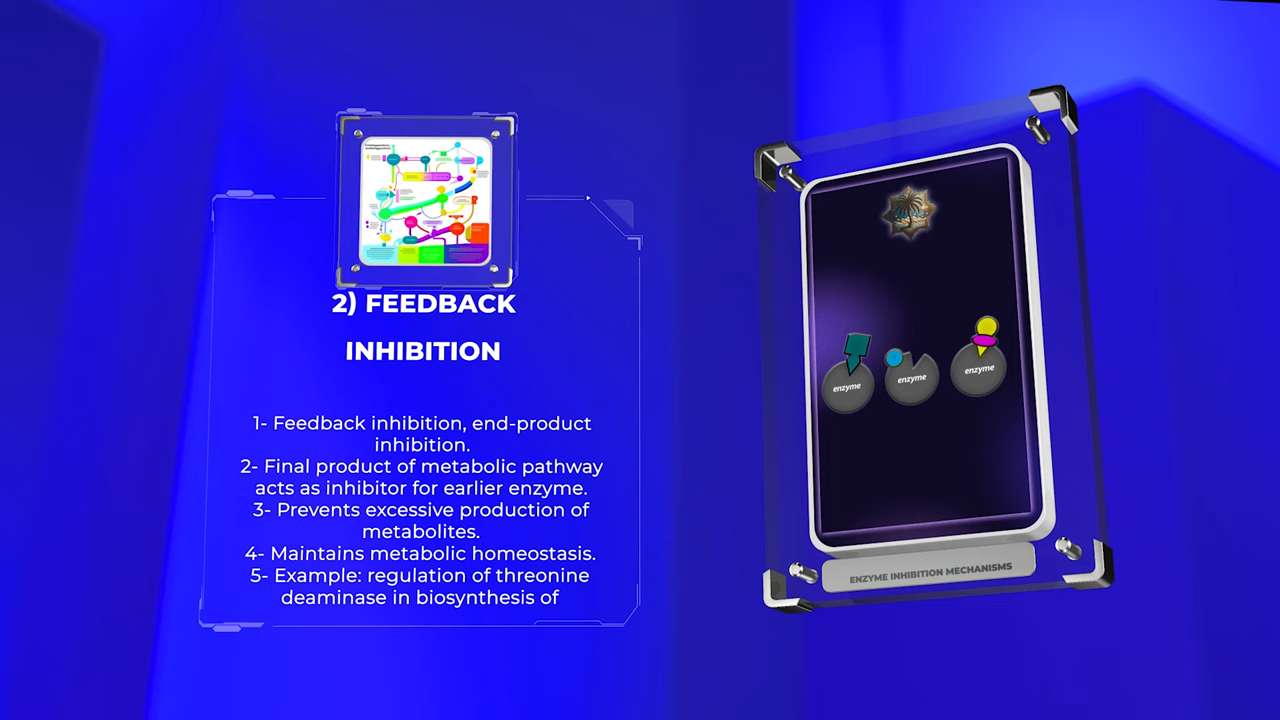 2) FEEDBACK
INHIBITION
1- Feedback inhibition, end-product
inhibition.
2- Final product of metabolic pathway
acts as inhibitor for earlier enzyme.
3- Prevents excessive production of
metabolites.
4- Maintains metabolic homeostasis.
5- Example: regulation of threonine
deaminase in biosynthesis of
enzyme
enzyme
enzyme
ENZYME INHIBITION MECHANISMS